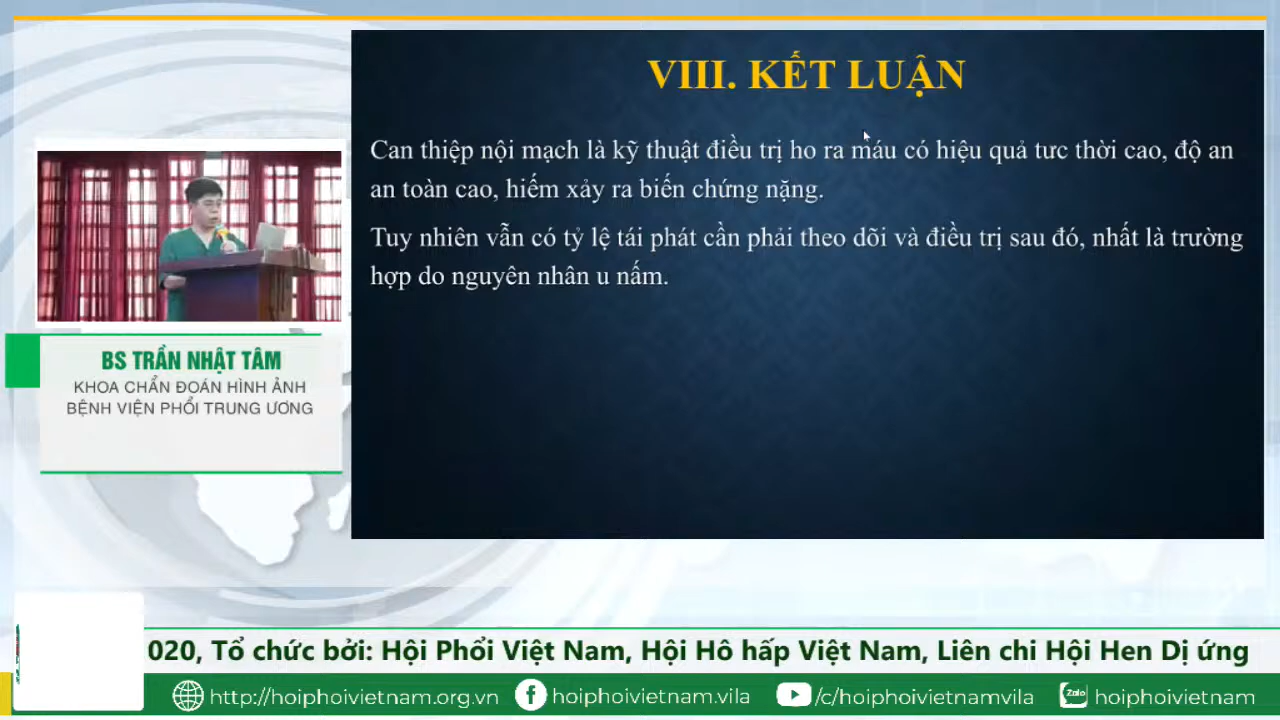 VIII. KẾT LUẬN
Can thiệp nội mạch là kỹ thuật điều trị ho ra máu có hiệu quả tưc thời cao, độ an
an toàn cao, hiếm xảy ra biến chứng nặng.
Tuy nhiên vẫn có tỷ lệ tái phát cần phải theo dõi và điều trị sau đó, nhất là trường
hợp do nguyên nhân u nấm.
BS TRẦN NHẬT TÂM
KHOA CHẨN ĐOÁN HÌNH ẢNH
BỆNH VIỆN PHỔI TRUNG ƯƠNG
020, Tổ chức bởi: Hội Phổi Việt Nam, Hội Hô hấp Việt Nam, Liên chi Hội Hen Dị ứng
http://hoiphoivietnam.org.vn hoiphoivietnam.vila /c/hoiphoivietnamvila Zalo hoiphoivietnam